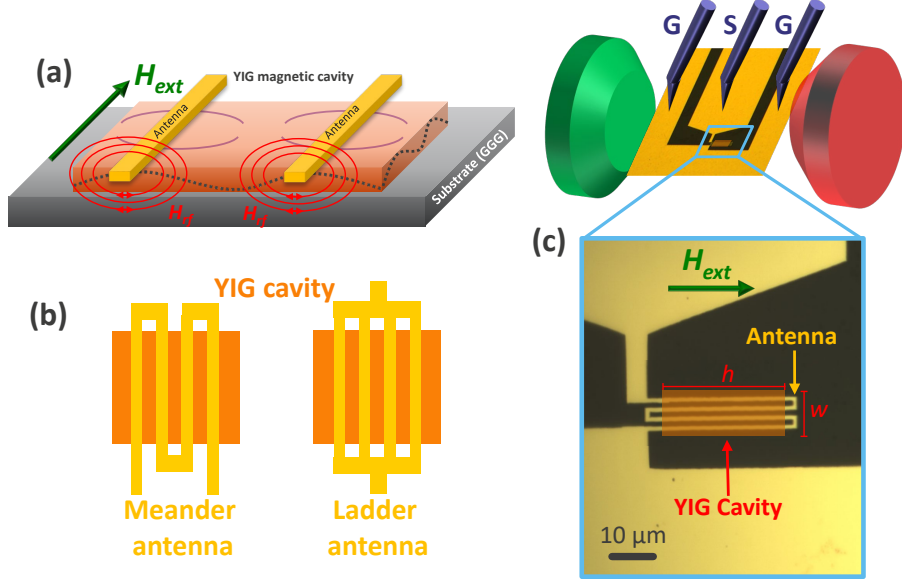 (a)
H_ext
YIG magnetic cavity
Antenna
Antenna
H_rf
H_rf
Substrate (GGG)
(b)
YIG cavity
Meander
antenna
Ladder
antenna
G S G
(c)
H_ext
Antenna
h
w
YIG Cavity
10 μm